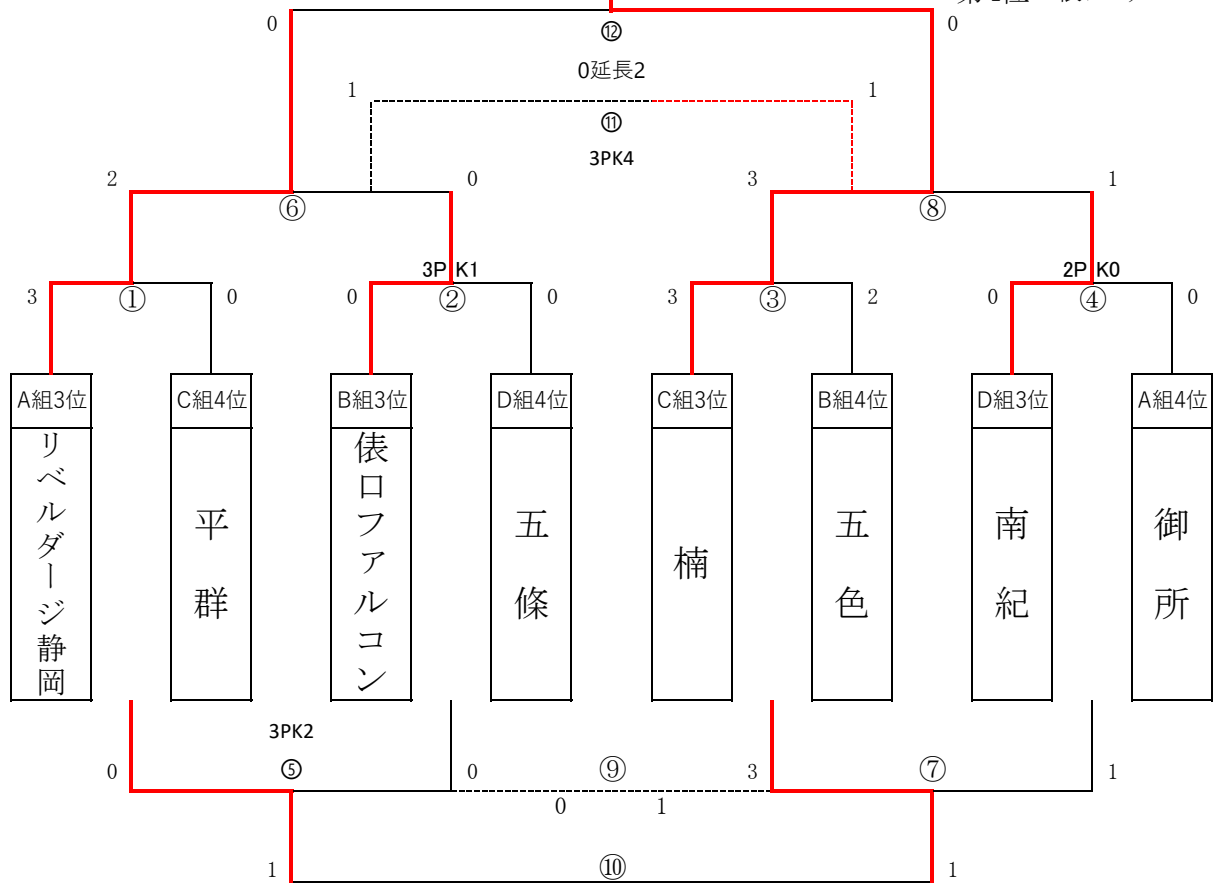 0 ⑫ 0
0延長2
1 1
⑪
3PK4
2 0 3 1
⑥ ⑧
3PK1 2PK0
3 ① 0 0 ② 0 3 ③ 2 0 ④ 0
A組3位 C組4位 B組3位 D組4位 C組3位 B組4位 D組3位 A組4位
リベルダージ静岡
平群
俵口ファルコン
五條
楠
五色
南紀
御所
3PK2
0 ⑤ 0 ⑨ 3 ⑦ 1
0 1
1 ⑩ 1